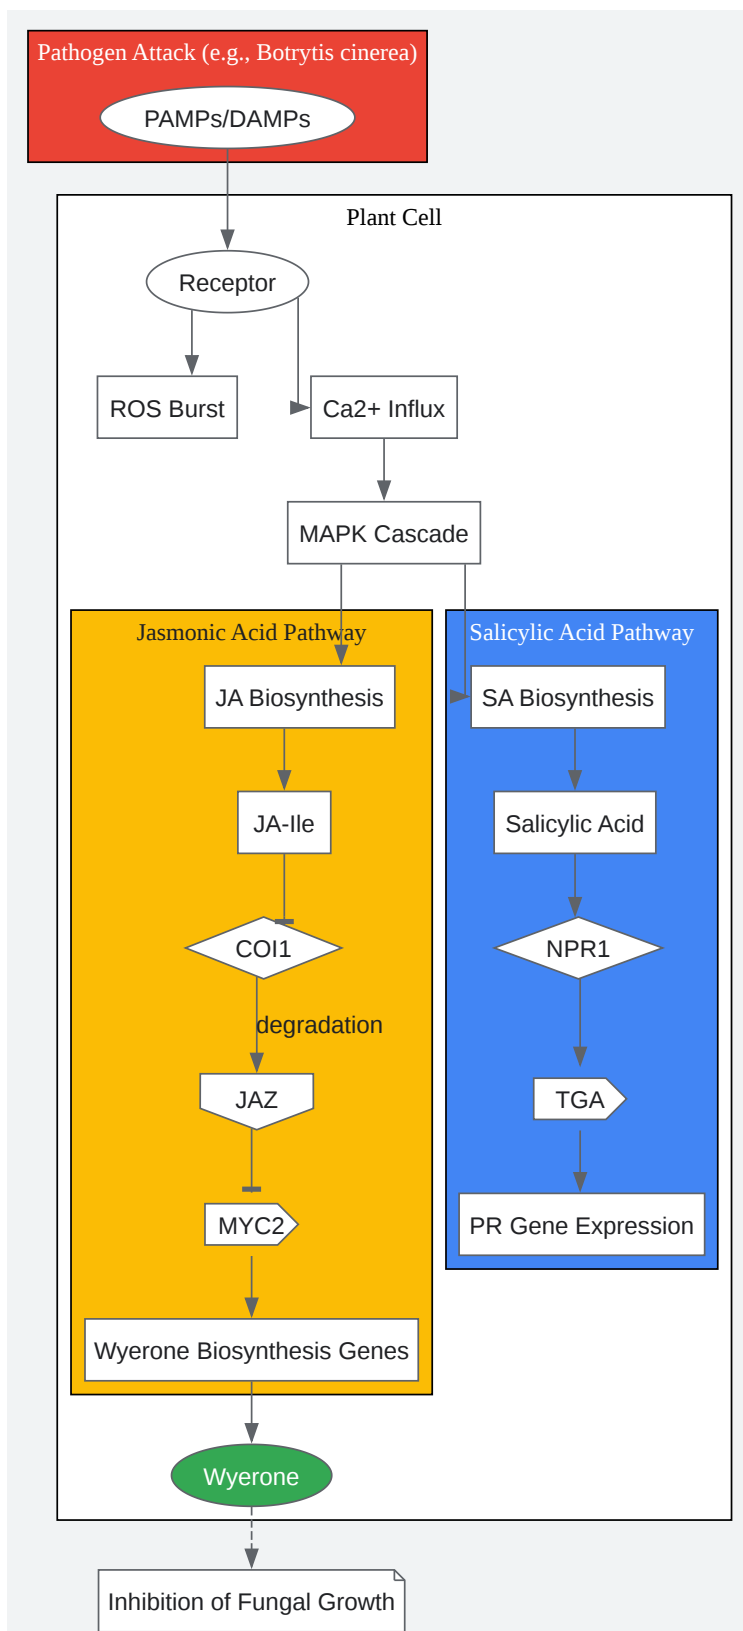 Pathogen Attack (e.g., Botrytis cinerea)
PAMPs/DAMPs
Plant Cell
Receptor
ROS Burst
Ca2+ Influx
MAPK Cascade
Jasmonic Acid Pathway
Salicylic Acid Pathway
JA Biosynthesis
SA Biosynthesis
JA-Ile
Salicylic Acid
COI1
NPR1
degradation
JAZ
TGA
MYC2
PR Gene Expression
Wyerone Biosynthesis Genes
Wyerone
Inhibition of Fungal Growth